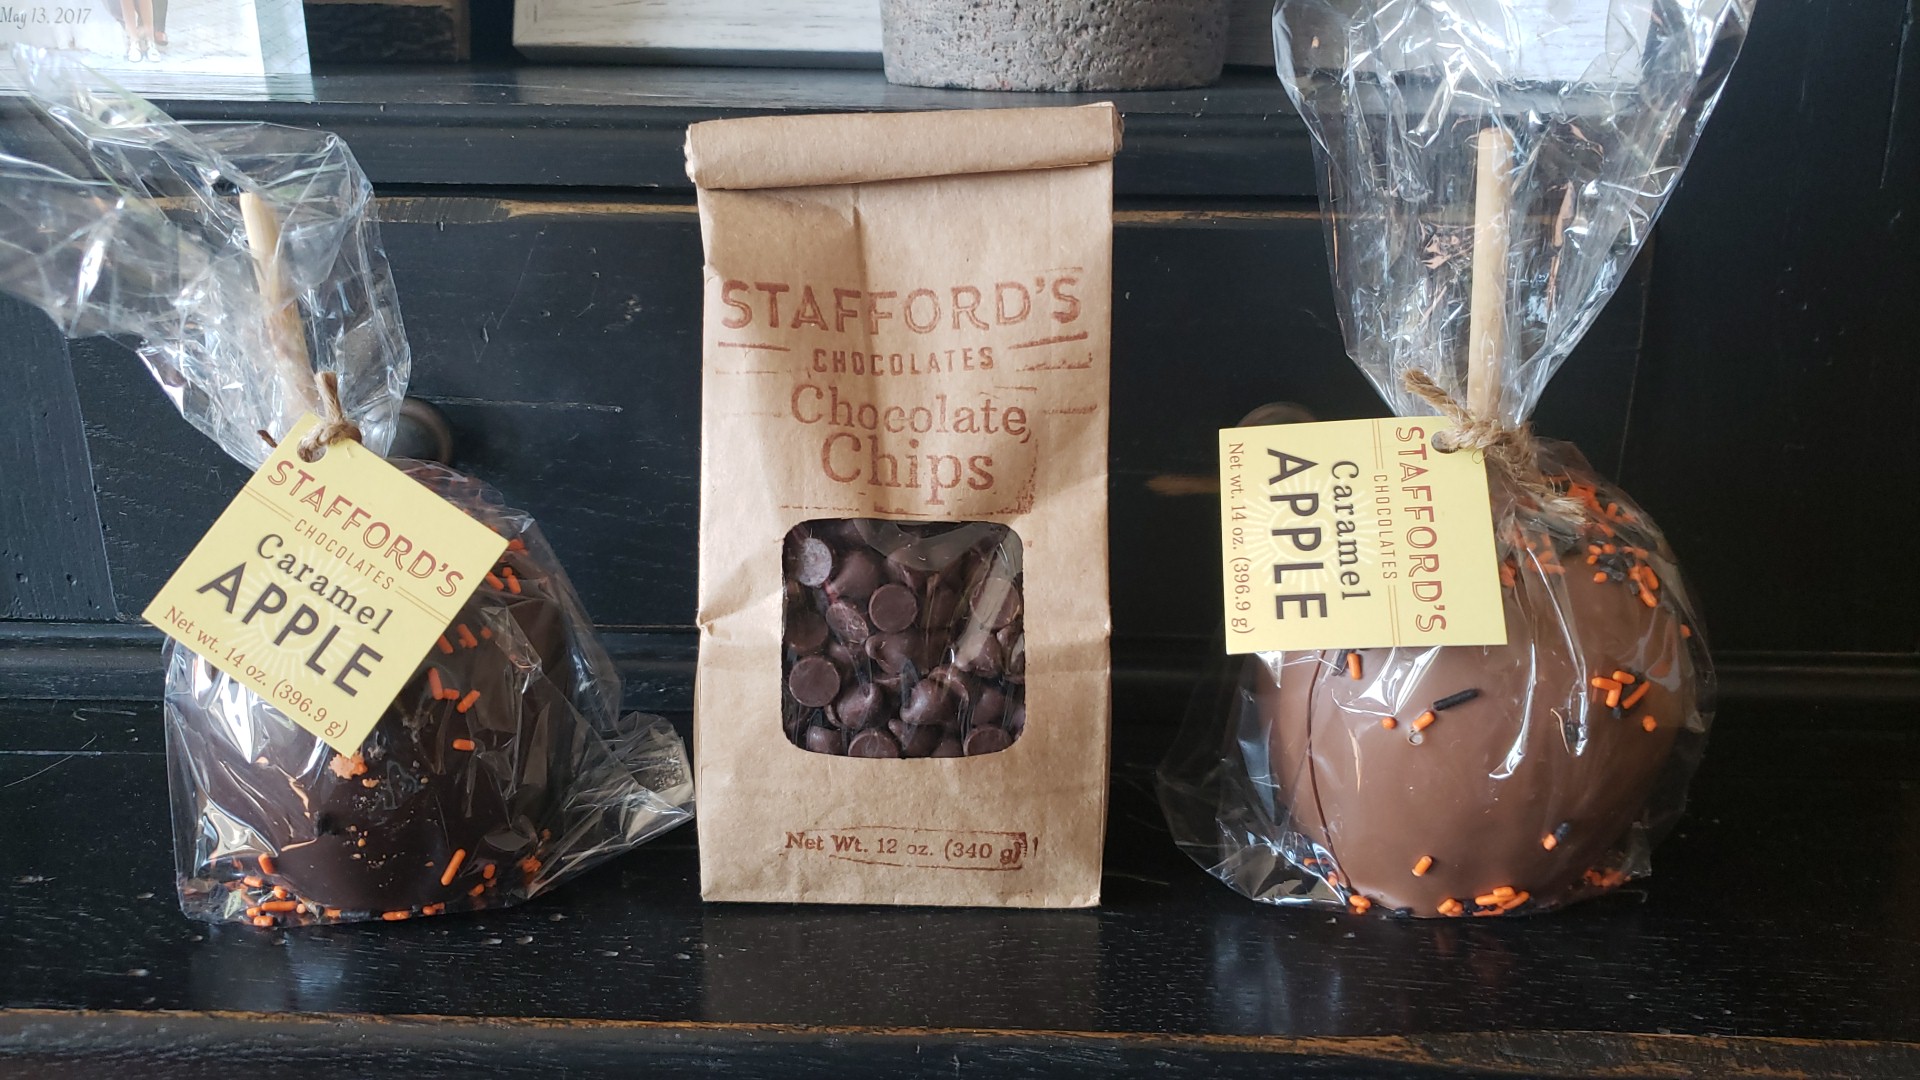 May 13, 2017
STAFFORD'S
CHOCOLATES
Caramel
APPLE
Net wt. 14 oz. (396.9 g)
STAFFORD'S
CHOCOLATES
Chocolate
Chips
Net Wt. 12 oz. (340 g)
STAFFORD'S
CHOCOLATES
Caramel
APPLE
Net wt. 14 oz. (396.9 g)